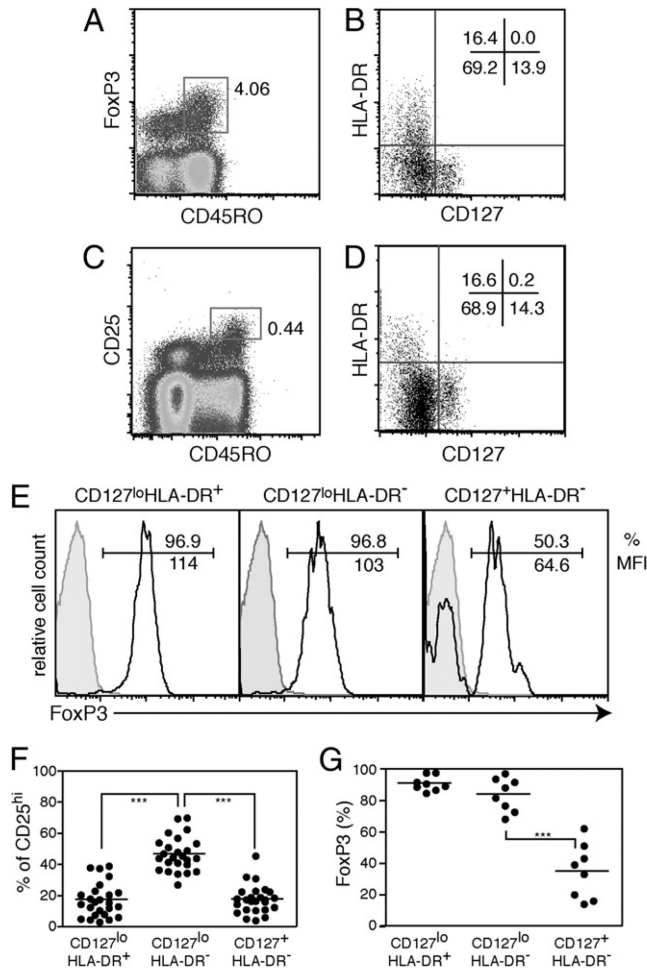 A
FoxP3
4.06
CD45RO
B
HLA-DR
16.4 0.0
69.2 13.9
CD127
C
CD25
0.44
CD45RO
D
HLA-DR
16.6 0.2
68.9 14.3
CD127
E
CD127loHLA-DR+ CD127loHLA-DR- CD127+HLA-DR-
relative cell count
96.9 96.8 50.3 %
114 103 64.6 MFI
FoxP3
F
% of CD25hi
100
80
60
40
20
0
*** ***
CD127lo CD127lo CD127+
HLA-DR+ HLA-DR- HLA-DR-
G
FoxP3 (%)
100
80
60
40
20
0
***
CD127lo CD127lo CD127+
HLA-DR+ HLA-DR- HLA-DR-